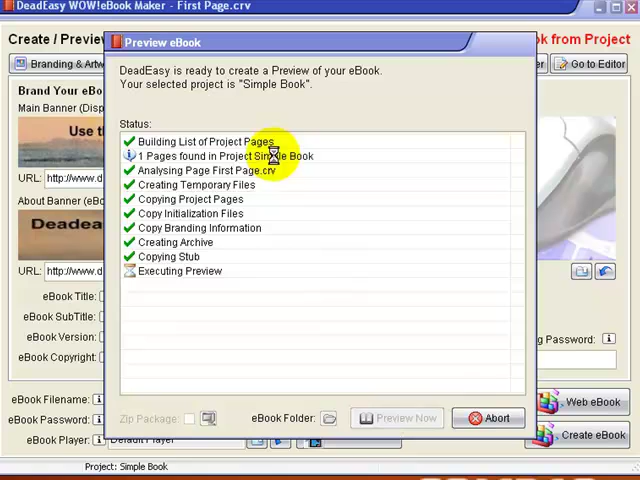 DeadEasy WOW!eBook Maker - First Page.crv
Create / Preview
Preview eBook
ok from Project
Branding & Artw
er
Go to Editor
DeadEasy is ready to create a Preview of your eBook.
Your selected project is "Simple Book".
Brand Your eBook
Main Banner (Disp
Use
Status:
Building List of Project Pages
1 Pages found in Project Simple Book
Analysing Page First Page.crv
Creating Temporary Files
Copying Project Pages
Copy Initialization Files
Copy Branding Information
Creating Archive
Copying Stub
Executing Preview
URL: http://www.d
About Banner (eBo
Deadea
URL: http://www.d
eBook Title:
eBook SubTitle:
eBook Version:
eBook Copyright:
g Password:
eBook Filename:
eBook Password:
eBook Player:
Default Player
Zip Package:
eBook Folder:
Preview Now
Abort
Web eBook
Create eBook
Project: Simple Book